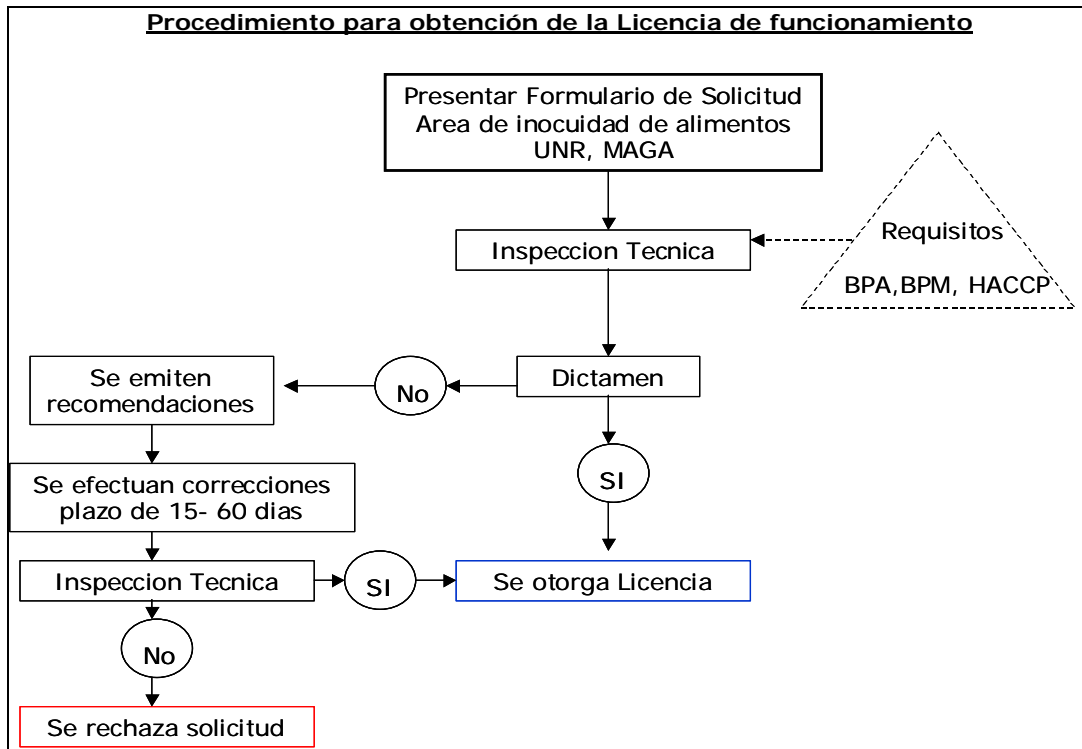 Procedimiento para obtención de la Licencia de funcionamiento
Presentar Formulario de Solicitud
Area de inocuidad de alimentos
UNR, MAGA
Requisitos
BPA,BPM, HACCP
Inspeccion Tecnica
Dictamen
No
Se emiten
recomendaciones
SI
Se efectuan correcciones
plazo de 15- 60 dias
Inspeccion Tecnica
SI
Se otorga Licencia
No
Se rechaza solicitud